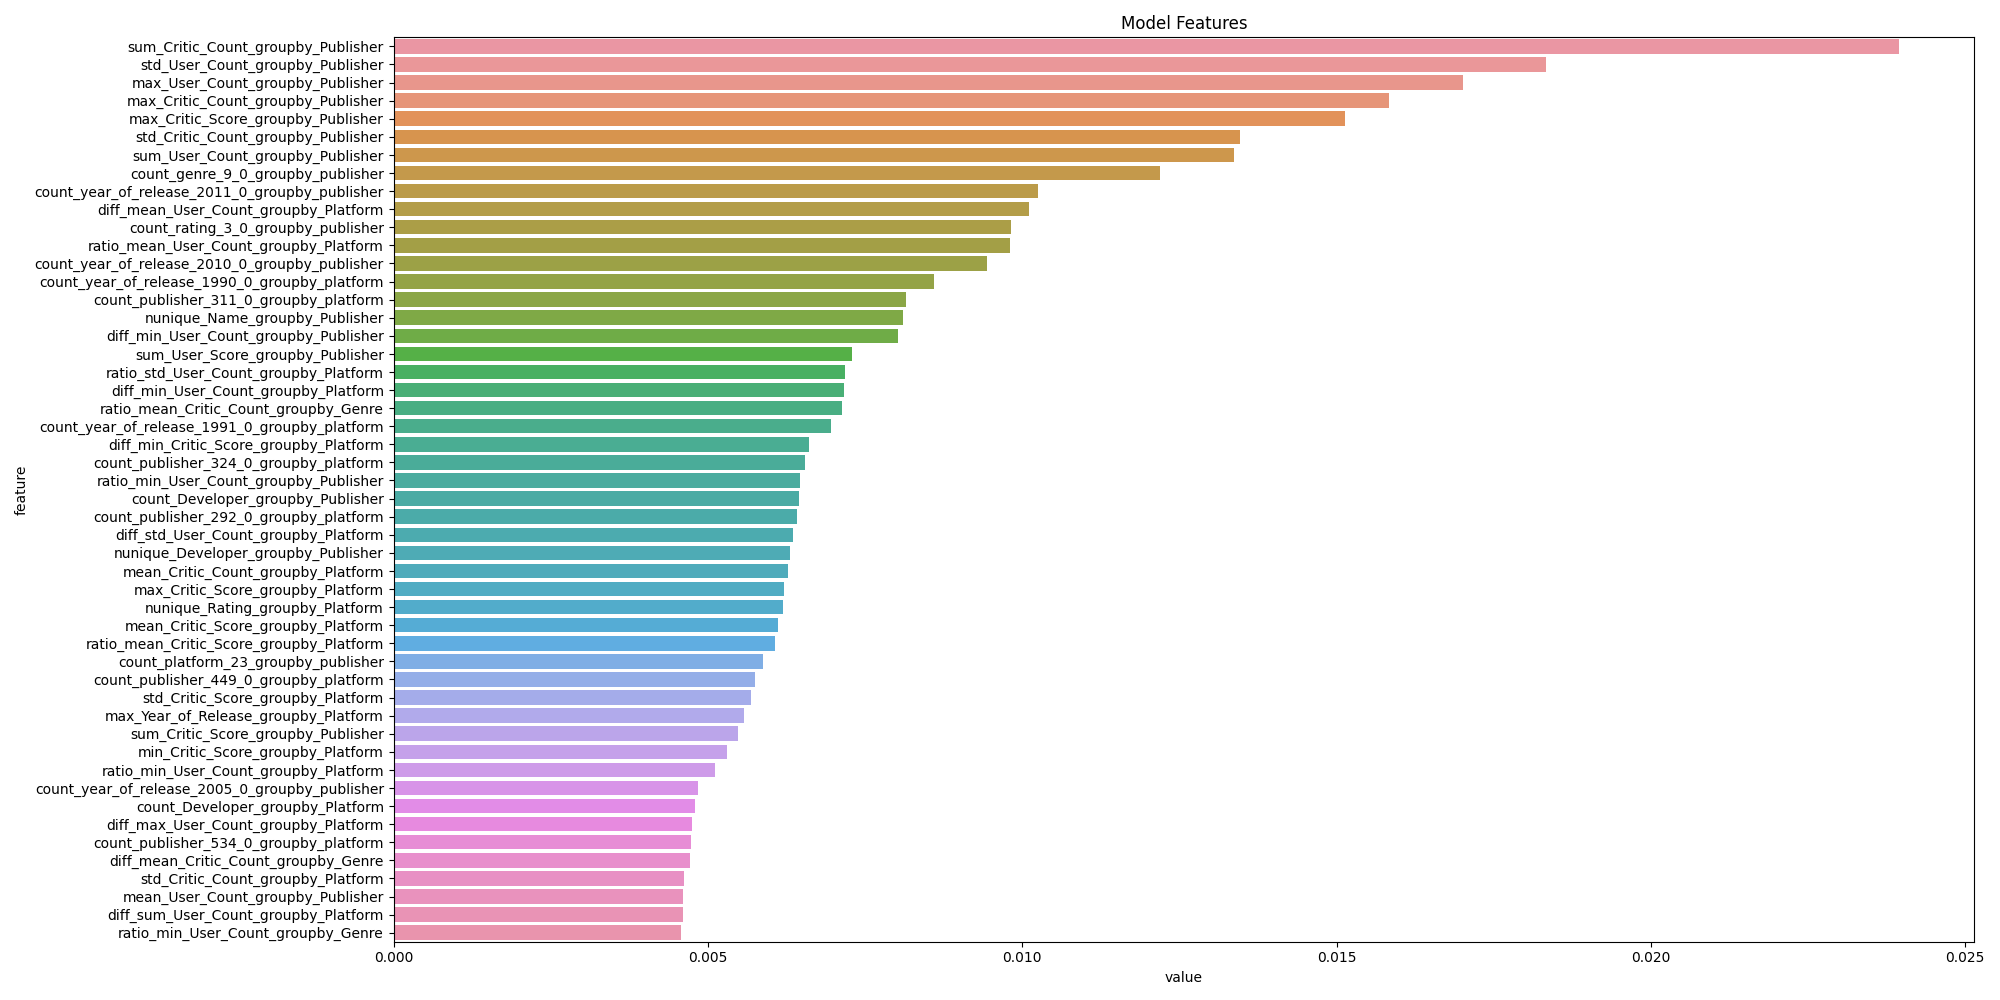 Model Features
sum_Critic_Count_groupby_Publisher
std_User_Count_groupby_Publisher
max_User_Count_groupby_Publisher
max_Critic_Count_groupby_Publisher
max_Critic_Score_groupby_Publisher
std_Critic_Count_groupby_Publisher
sum_User_Count_groupby_Publisher
count_genre_9_0_groupby_publisher
count_year_of_release_2011_0_groupby_publisher
diff_mean_User_Count_groupby_Platform
count_rating_3_0_groupby_publisher
ratio_mean_User_Count_groupby_Platform
count_year_of_release_2010_0_groupby_publisher
count_year_of_release_1990_0_groupby_platform
count_publisher_311_0_groupby_platform
nunique_Name_groupby_Publisher
diff_min_User_Count_groupby_Publisher
sum_User_Score_groupby_Publisher
ratio_std_User_Count_groupby_Platform
diff_min_User_Count_groupby_Platform
ratio_mean_Critic_Count_groupby_Genre
count_year_of_release_1991_0_groupby_platform
diff_min_Critic_Score_groupby_Platform
count_publisher_324_0_groupby_platform
ratio_min_User_Count_groupby_Publisher
count_Developer_groupby_Publisher
count_publisher_292_0_groupby_platform
diff_std_User_Count_groupby_Platform
nunique_Developer_groupby_Publisher
mean_Critic_Count_groupby_Platform
max_Critic_Score_groupby_Platform
nunique_Rating_groupby_Platform
mean_Critic_Score_groupby_Platform
ratio_mean_Critic_Score_groupby_Platform
count_platform_23_groupby_publisher
count_publisher_449_0_groupby_platform
std_Critic_Score_groupby_Platform
max_Year_of_Release_groupby_Platform
sum_Critic_Score_groupby_Publisher
min_Critic_Score_groupby_Platform
ratio_min_User_Count_groupby_Platform
count_year_of_release_2005_0_groupby_publisher
count_Developer_groupby_Platform
diff_max_User_Count_groupby_Platform
count_publisher_534_0_groupby_platform
diff_mean_Critic_Count_groupby_Genre
std_Critic_Count_groupby_Platform
mean_User_Count_groupby_Publisher
diff_sum_User_Count_groupby_Platform
ratio_min_User_Count_groupby_Genre
feature
0.000 0.005 0.010 0.015 0.020 0.025
value